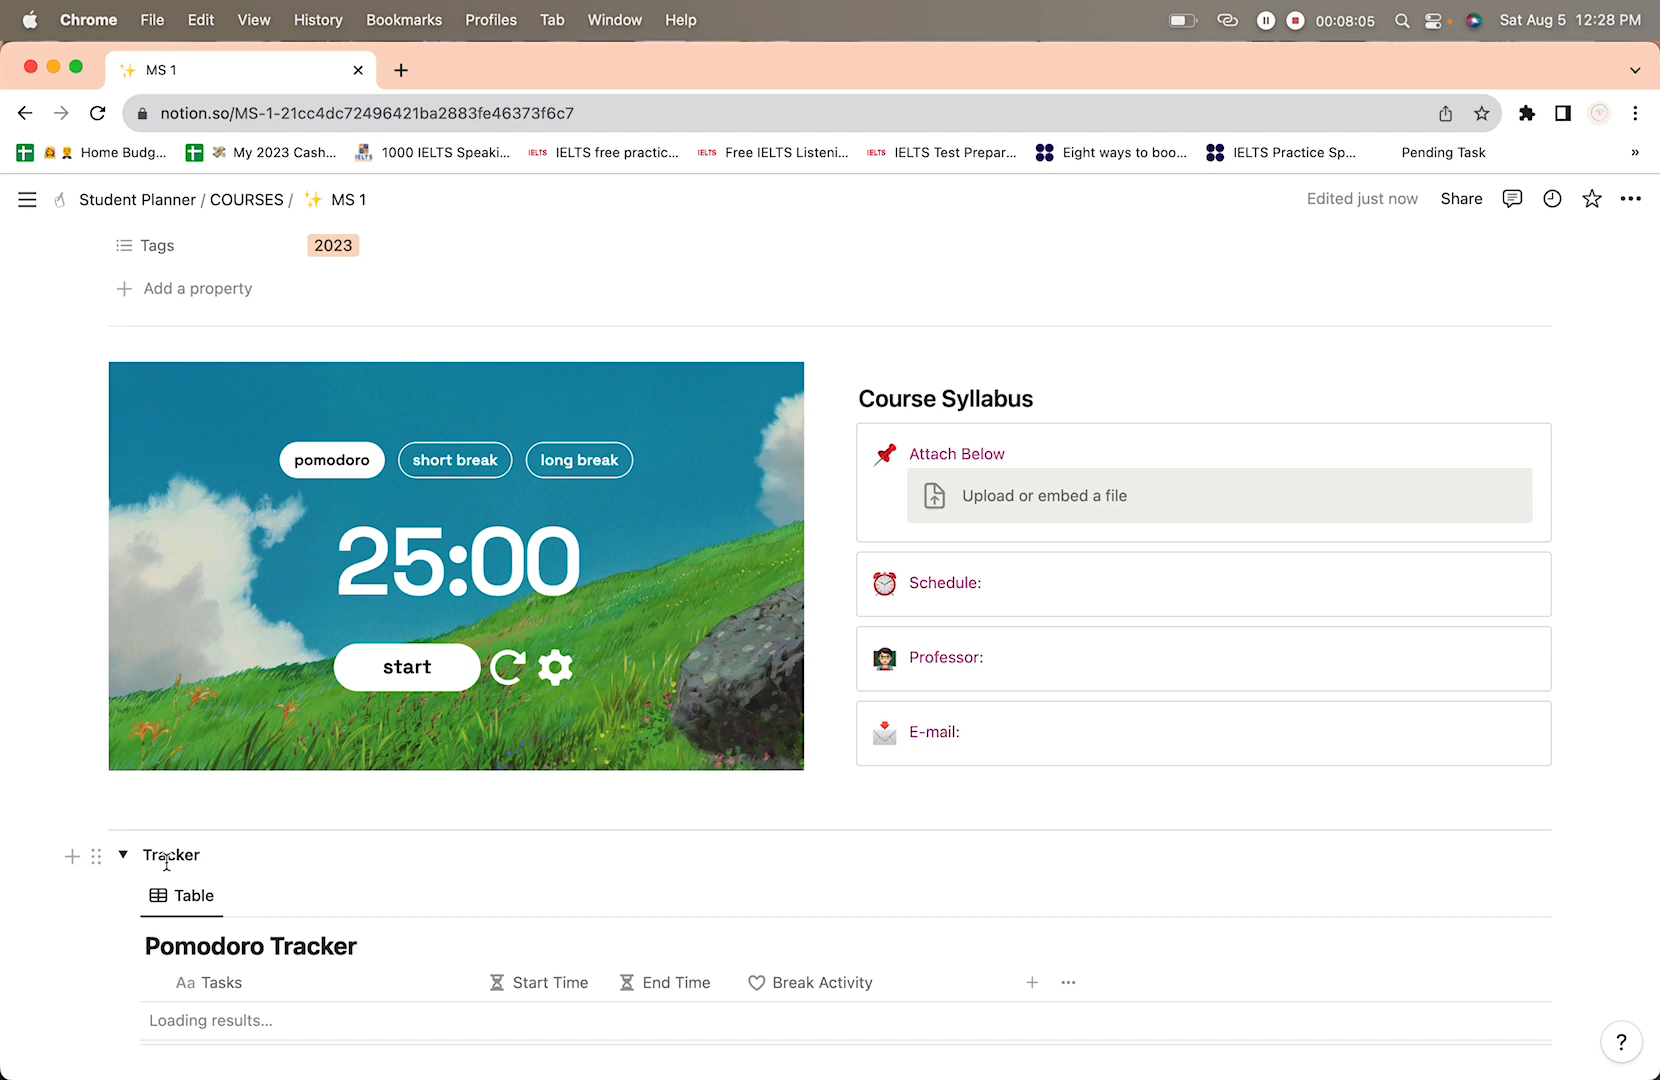 Chrome File Edit View History Bookmarks Profiles Tab Window Help 00:08:05 Sat Aug 5 12:28 PM
MS 1
notion.so/MS-1-21cc4dc72496421ba2883fe46373f6c7
Home Budg... My 2023 Cash... IELTS 1000 IELTS Speaki... IELTS IELTS free practic... IELTS Free IELTS Listeni... IELTS IELTS Test Prepar... Eight ways to boo... IELTS Practice Sp... Pending Task »
Student Planner / COURSES / MS 1 Edited just now Share
Tags 2023
Add a property
pomodoro short break long break
25:00
start
Course Syllabus
Attach Below
Upload or embed a file
Schedule:
Professor:
E-mail:
Tracker
Table
Pomodoro Tracker
Aa Tasks Start Time End Time Break Activity
Loading results...
?